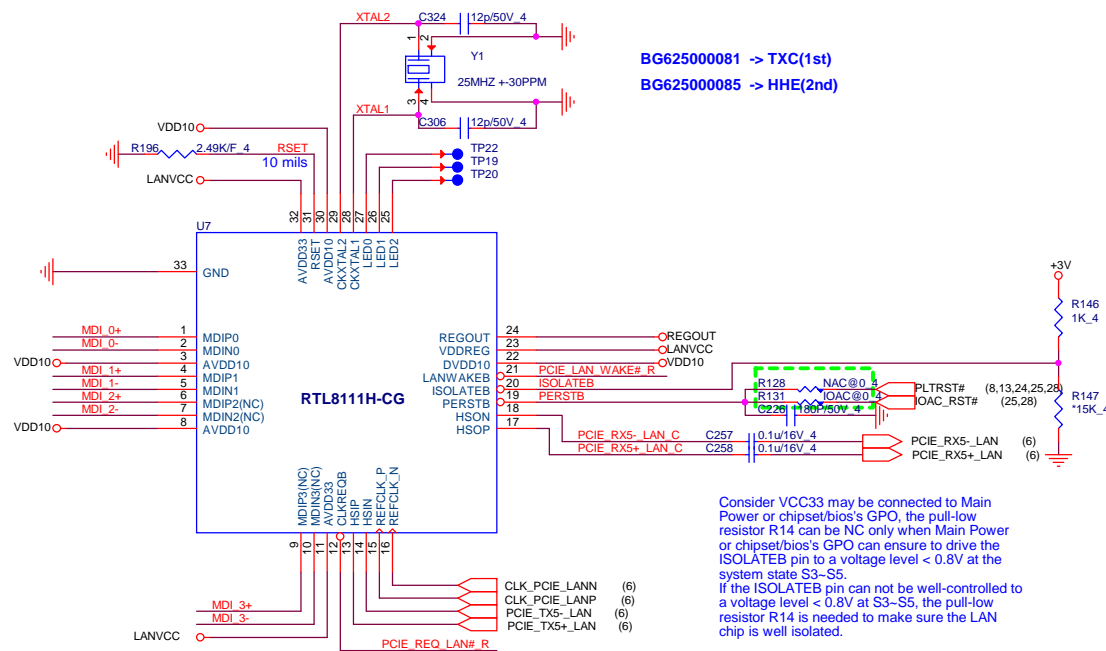 XTAL2
C324
12p/50V_4
1
2
Y1
25MHZ +-30PPM
3
4
XTAL1
C306
12p/50V_4
BG625000081 -> TXC(1st)
BG625000085 -> HHE(2nd)
VDD10
R196
2.49K/F_4
RSET
10 mils
LANVCC
TP22
TP19
TP20
32
31
30
29
28
27
26
25
U7
AVDD33
RSET
AVDD10
CKXTAL2
CKXTAL1
LED0
LED1
LED2
33
GND
MDI_0+
1
MDIP0
MDI_0-
2
MDIN0
VDD10
3
AVDD10
MDI_1+
4
MDIP1
MDI_1-
5
MDIN1
MDI_2+
6
MDIP2(NC)
MDI_2-
7
MDIN2(NC)
VDD10
8
AVDD10
RTL8111H-CG
REGOUT
24
REGOUT
VDDREG
23
LANVCC
DVDD10
22
VDD10
LANWAKEB
21
PCIE_LAN_WAKE#_R
ISOLATEB
20
ISOLATEB
PERSTB
19
PERSTB
HSON
18
HSOP
17
R128
NAC@0_4
PLTRST#
(8,13,24,25,28)
R131
IOAC@0_4
IOAC_RST#
(25,28)
C226
180P/50V_4
+3V
R146
1K_4
R147
*15K_4
PCIE_RX5-_LAN_C
C257
0.1u/16V_4
PCIE_RX5-_LAN
(6)
PCIE_RX5+_LAN_C
C258
0.1u/16V_4
PCIE_RX5+_LAN
(6)
MDIP3(NC)
MDIN3(NC)
AVDD33
CLKREQB
HSIP
HSIN
REFCLK_P
REFCLK_N
9
10
11
12
13
14
15
16
CLK_PCIE_LANN
(6)
CLK_PCIE_LANP
(6)
PCIE_TX5-_LAN
(6)
PCIE_TX5+_LAN
(6)
MDI_3+
MDI_3-
LANVCC
PCIE_REQ_LAN#_R
Consider VCC33 may be connected to Main
Power or chipset/bios's GPO, the pull-low
resistor R14 can be NC only when Main Power
or chipset/bios's GPO can ensure to drive the
ISOLATEB pin to a voltage level < 0.8V at the
system state S3~S5.
If the ISOLATEB pin can not be well-controlled to
a voltage level < 0.8V at S3~S5, the pull-low
resistor R14 is needed to make sure the LAN
chip is well isolated.